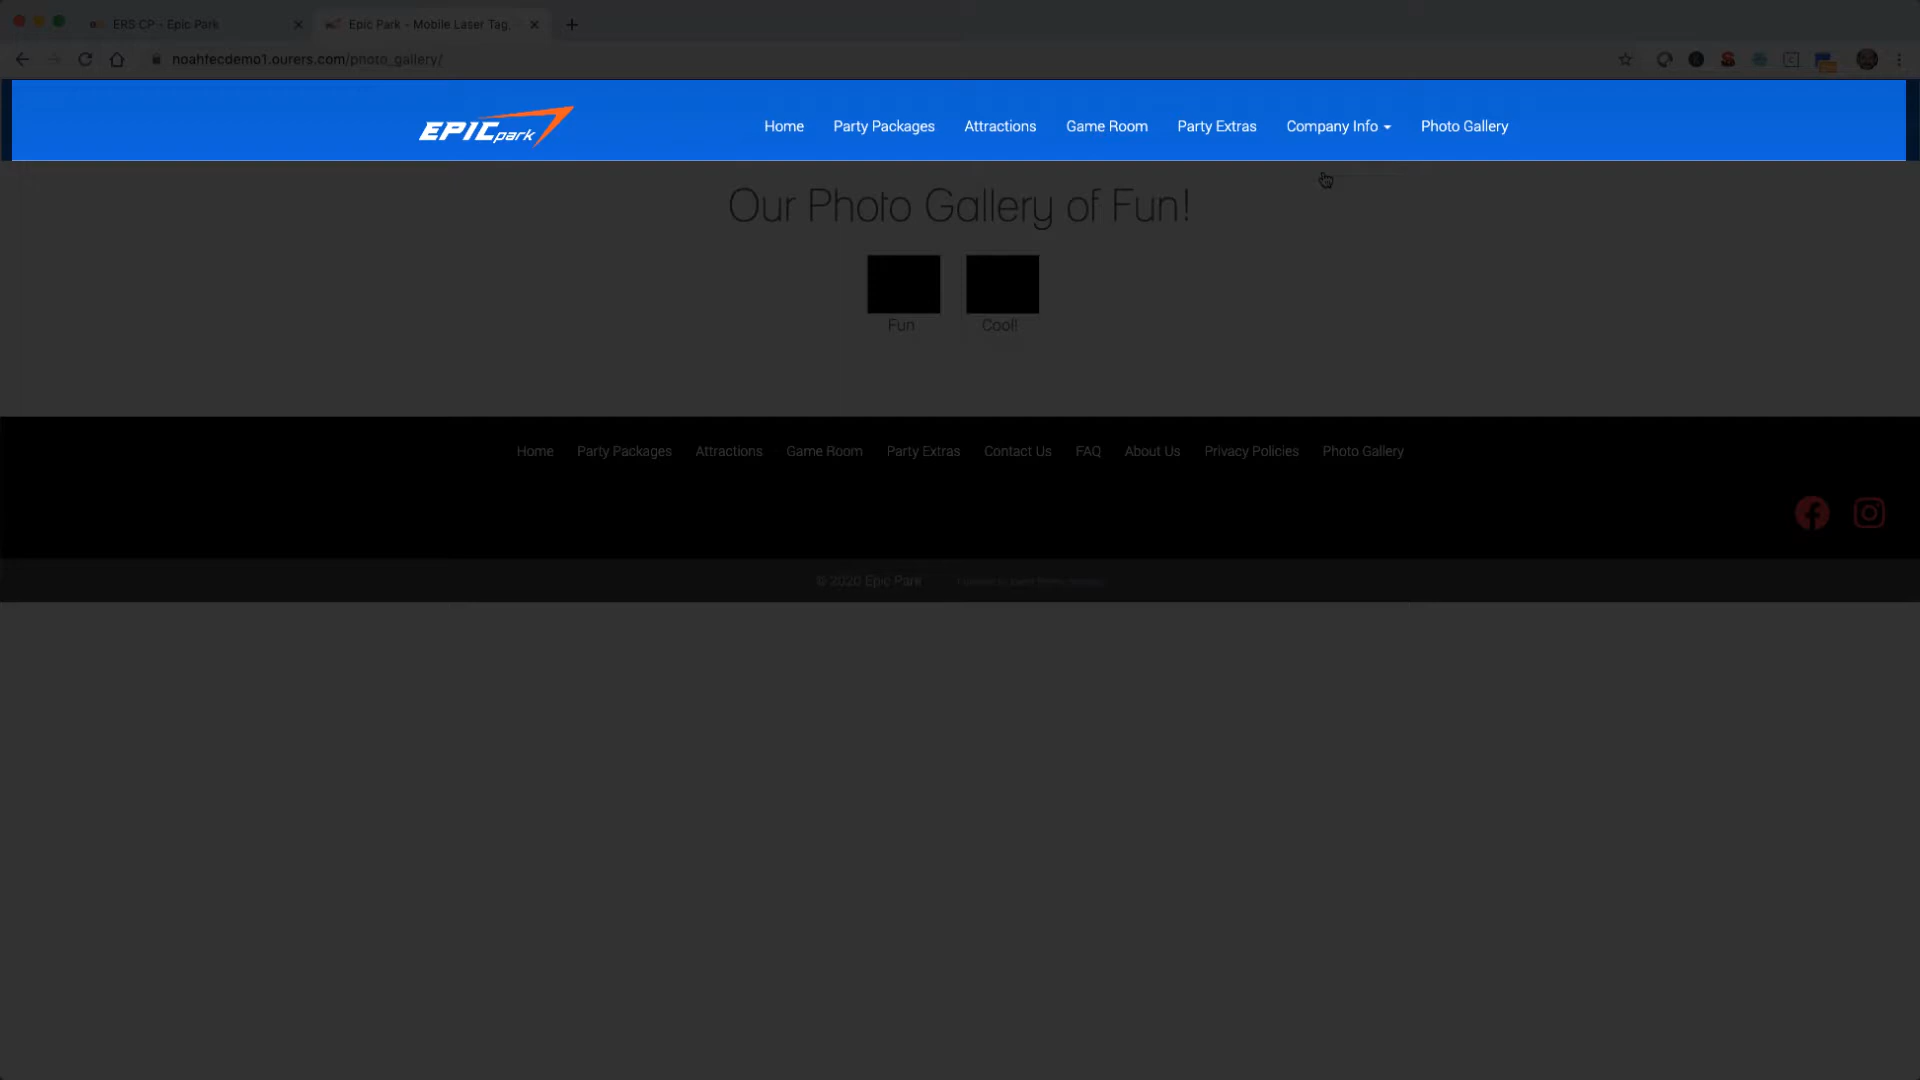 ERS CP - Epic Park
Epic Park - Mobile Laser Tag,
noahfecdemo1.ourers.com/photo_gallery/
EPIC park
Home Party Packages Attractions Game Room Party Extras Company Info Photo Gallery
Our Photo Gallery of Fun!
Fun Cool!
Home Party Packages Attractions Game Room Party Extras Contact Us FAQ About Us Privacy Policies Photo Gallery
© 2020 Epic Park